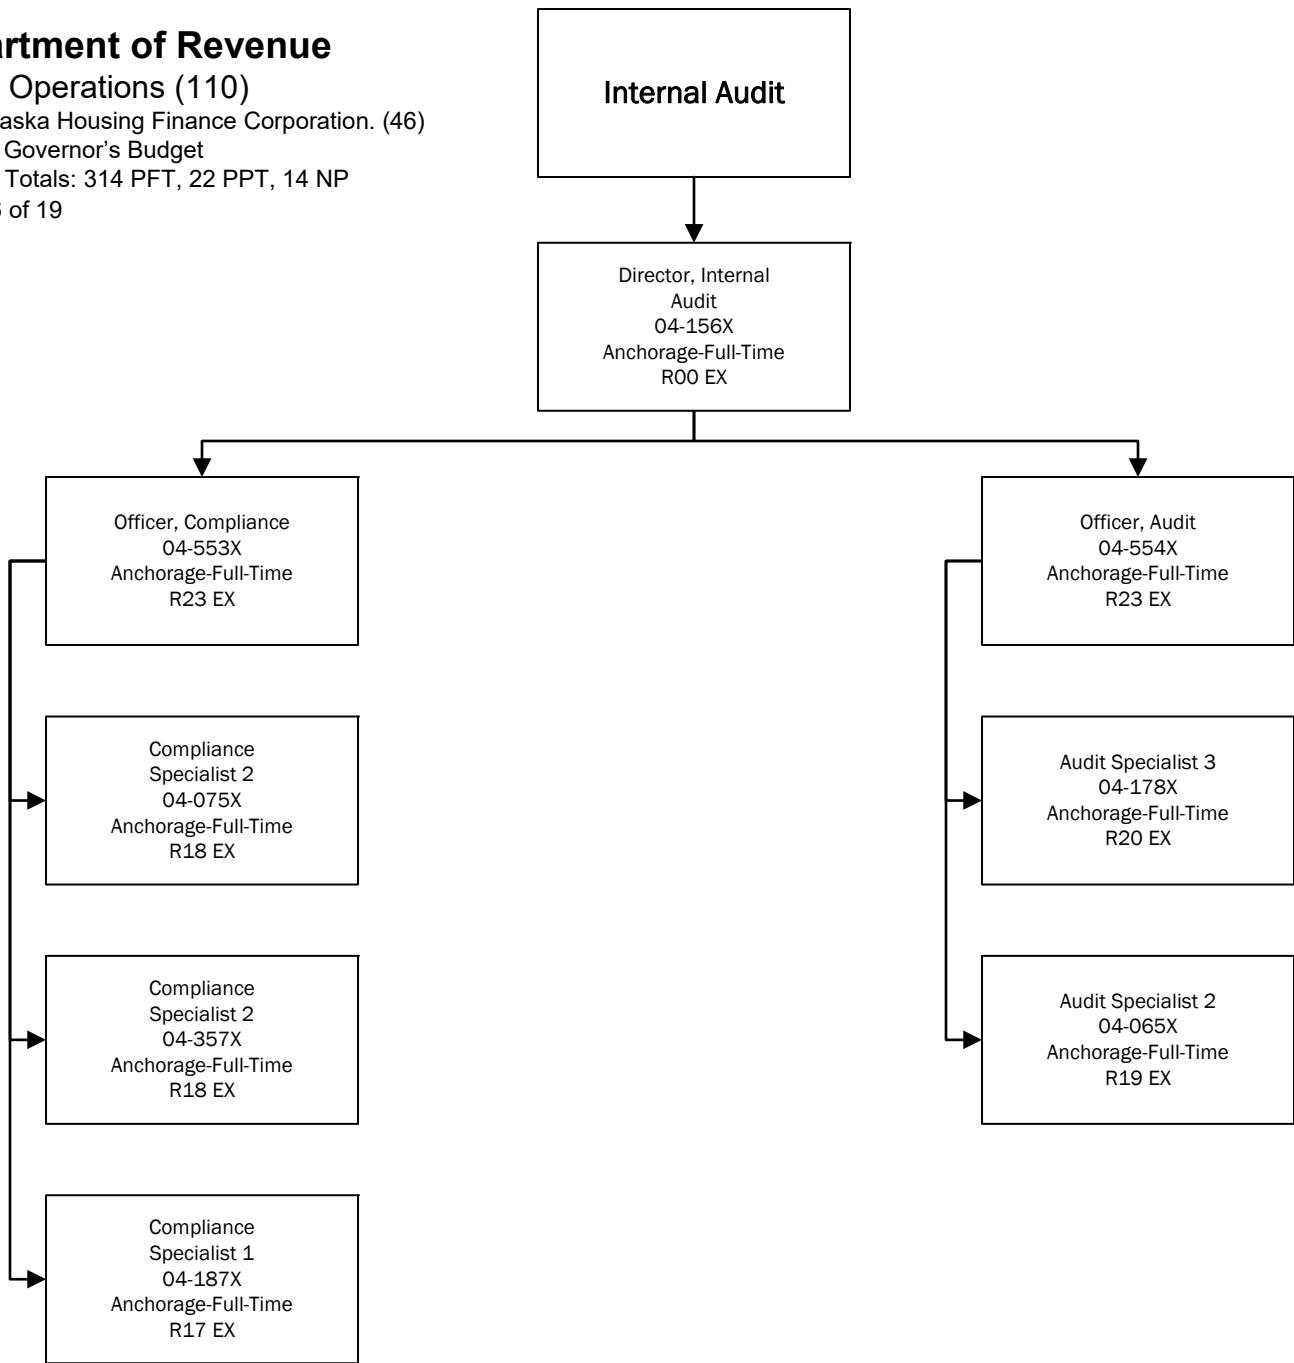 artment of Revenue
Operations (110)
aska Housing Finance Corporation. (46)
Governor’s Budget
Totals: 314 PFT, 22 PPT, 14 NP
of 19
Internal Audit
Director, Internal
Audit
04-156X
Anchorage-Full-Time
R00 EX
Officer, Compliance
04-553X
Anchorage-Full-Time
R23 EX
Officer, Audit
04-554X
Anchorage-Full-Time
R23 EX
Compliance
Specialist 2
04-075X
Anchorage-Full-Time
R18 EX
Audit Specialist 3
04-178X
Anchorage-Full-Time
R20 EX
Compliance
Specialist 2
04-357X
Anchorage-Full-Time
R18 EX
Audit Specialist 2
04-065X
Anchorage-Full-Time
R19 EX
Compliance
Specialist 1
04-187X
Anchorage-Full-Time
R17 EX